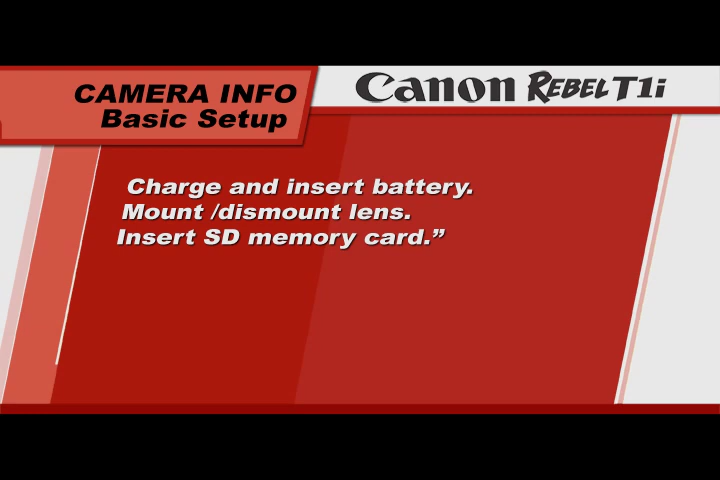 CAMERA INFO
Basic Setup
Canon REBEL T1i
Charge and insert battery.
Mount /dismount lens.
Insert SD memory card.”